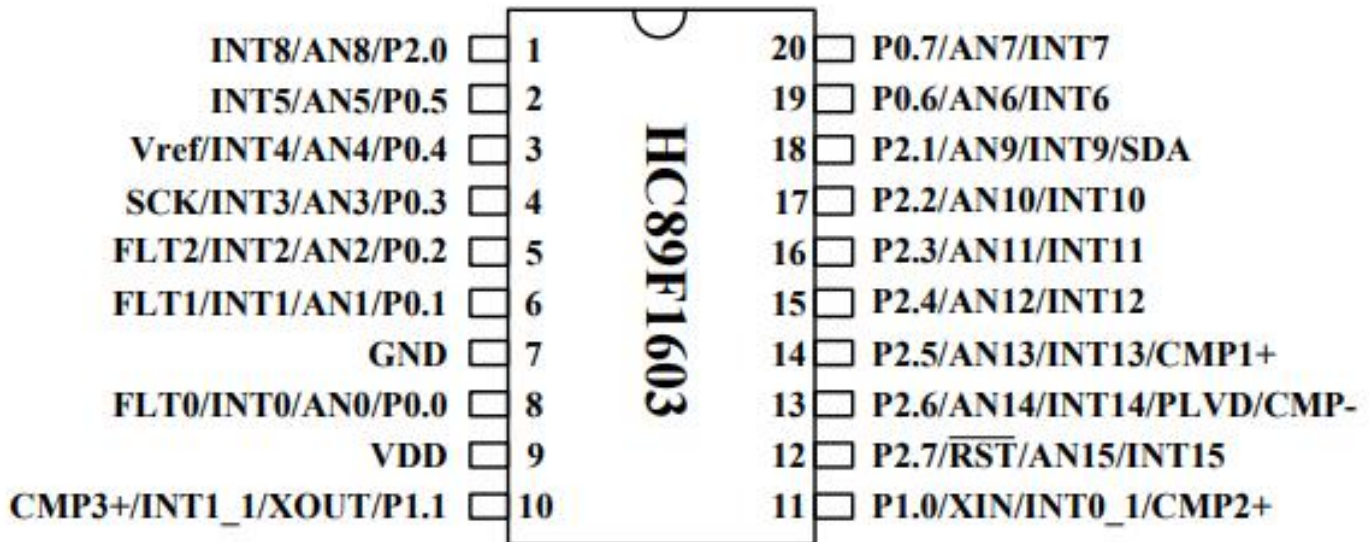 INT8/AN8/P2.0 1 20 P0.7/AN7/INT7
INT5/AN5/P0.5 2 19 P0.6/AN6/INT6
Vref/INT4/AN4/P0.4 3 18 P2.1/AN9/INT9/SDA
SCK/INT3/AN3/P0.3 4 17 P2.2/AN10/INT10
FLT2/INT2/AN2/P0.2 5 16 P2.3/AN11/INT11
FLT1/INT1/AN1/P0.1 6 15 P2.4/AN12/INT12
GND 7 14 P2.5/AN13/INT13/CMP1+
FLT0/INT0/AN0/P0.0 8 13 P2.6/AN14/INT14/PLVD/CMP-
VDD 9 12 P2.7/R̅S̅T̅/AN15/INT15
CMP3+/INT1_1/XOUT/P1.1 10 11 P1.0/XIN/INT0_1/CMP2+
HC89F1603